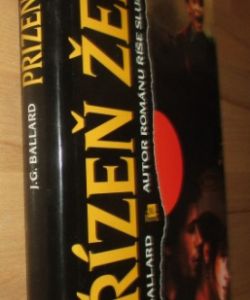 J.G. BALLARD PŘÍZEŇ
ŘÍZEŇ ŽE
BALLARD AUTOR ROMÁNU ŘÍŠE SLU